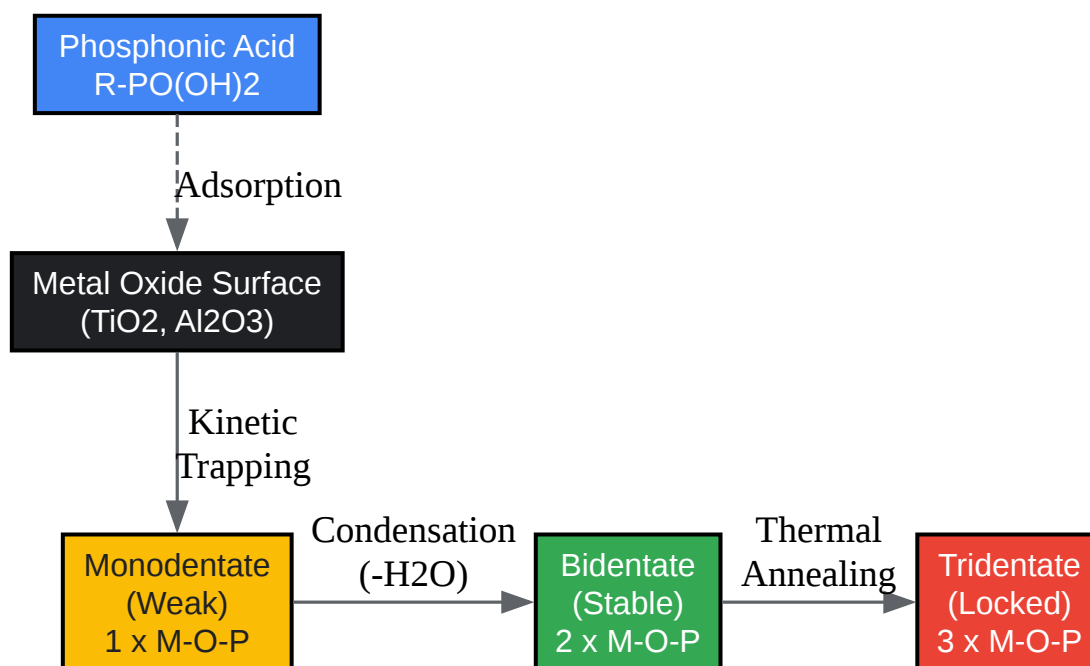 Phosphonic Acid
R-PO(OH)2
Adsorption
Metal Oxide Surface
(TiO2, Al2O3)
Kinetic
Trapping
Monodentate
(Weak)
1 x M-O-P
Condensation
(-H2O)
Bidentate
(Stable)
2 x M-O-P
Thermal
Annealing
Tridentate
(Locked)
3 x M-O-P